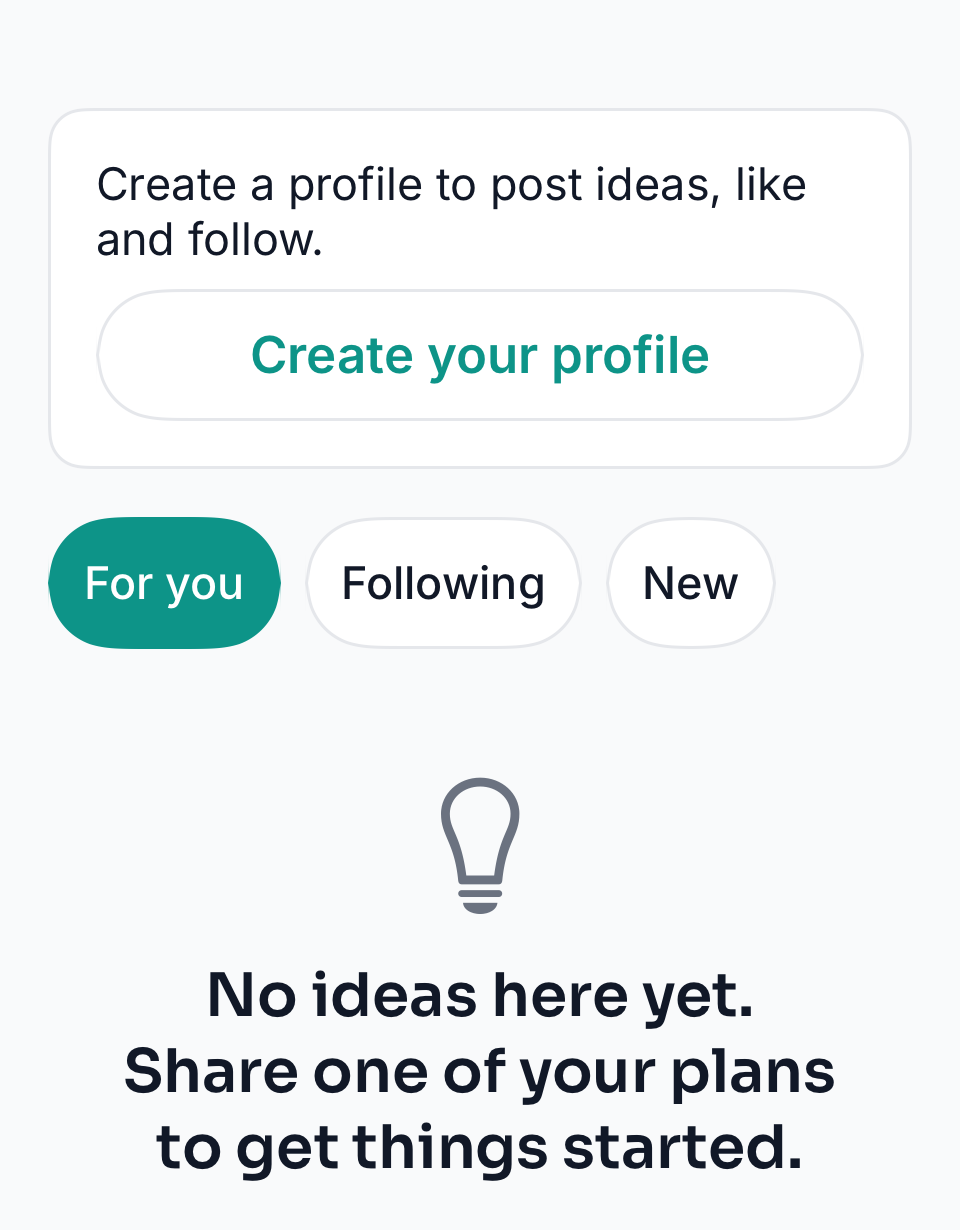 Create a profile to post ideas, like
and follow.
Create your profile
For you
Following
New
No ideas here yet.
Share one of your plans
to get things started.